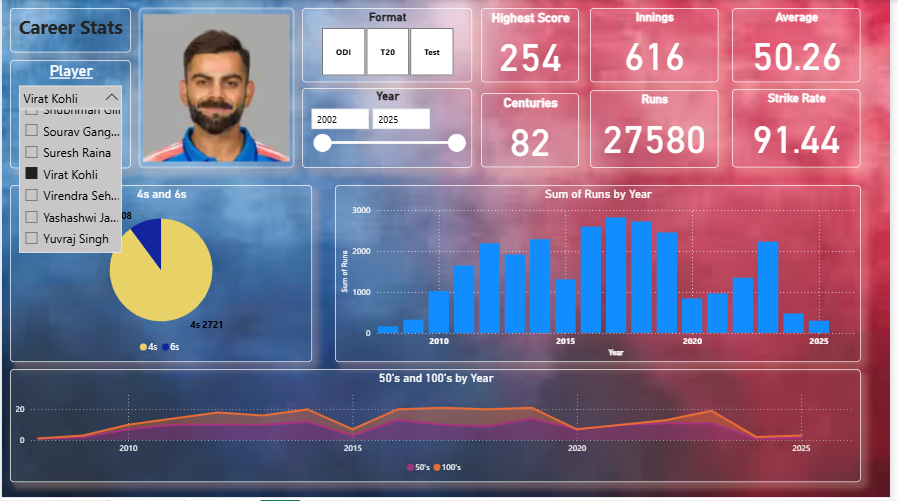 Career Stats
Player
Virat Kohli
Shubhman Gill
Sourav Gang...
Suresh Raina
Virat Kohli
Virendra Seh...
Yashashwi Ja...
Yuvraj Singh
Format
ODI
T20
Test
Year
2002
2025
Highest Score
254
Innings
616
Average
50.26
Centuries
82
Runs
27580
Strike Rate
91.44
4s and 6s
08
4s 2721
4s
6s
Sum of Runs by Year
Sum of Runs
3000
2000
1000
0
2010
2015
2020
2025
Year
50's and 100's by Year
20
0
2010
2015
2020
2025
50's
100's